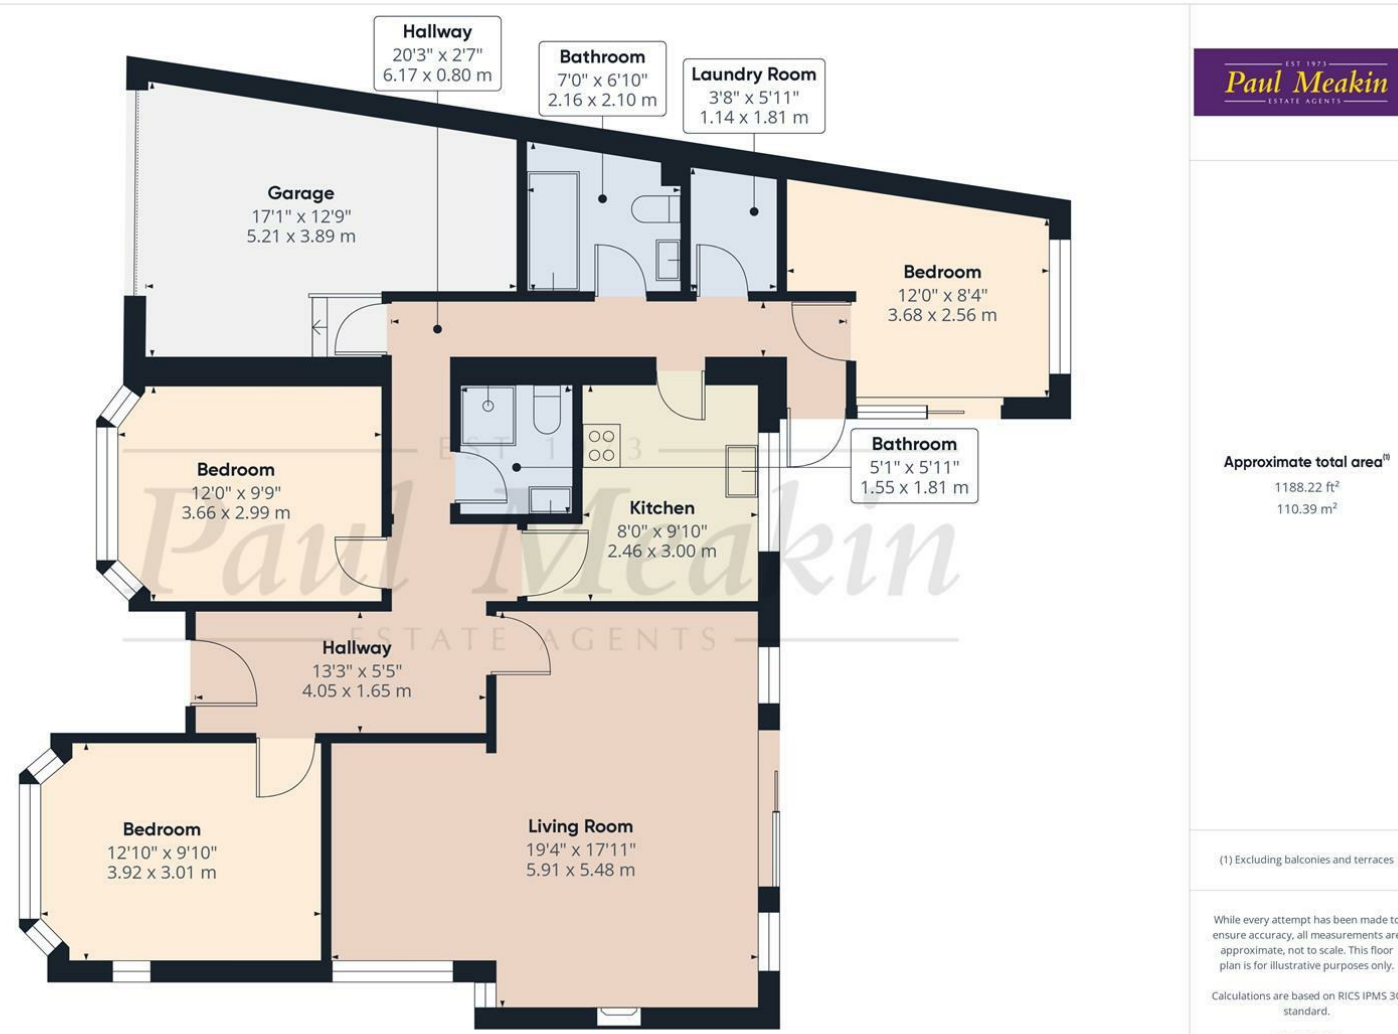 Hallway
20'3" x 2'7"
6.17 x 0.80 m
Bathroom
7'0" x 6'10"
2.16 x 2.10 m
Laundry Room
3'8" x 5'11"
1.14 x 1.81 m
EST 1973
Paul Meakin
ESTATE AGENTS
Garage
17'1" x 12'9"
5.21 x 3.89 m
Bedroom
12'0" x 8'4"
3.68 x 2.56 m
Bathroom
5'1" x 5'11"
1.55 x 1.81 m
Bedroom
12'0" x 9'9"
3.66 x 2.99 m
Kitchen
8'0" x 9'10"
2.46 x 3.00 m
EST 1973
Paul Meakin
ESTATE AGENTS
Hallway
13'3" x 5'5"
4.05 x 1.65 m
Bedroom
12'10" x 9'10"
3.92 x 3.01 m
Living Room
19'4" x 17'11"
5.91 x 5.48 m
Approximate total area(1)
1188.22 ft²
110.39 m²
(1) Excluding balconies and terraces
While every attempt has been made to
ensure accuracy, all measurements are
approximate, not to scale. This floor
plan is for illustrative purposes only.
Calculations are based on RICS IPMS 3C
standard.